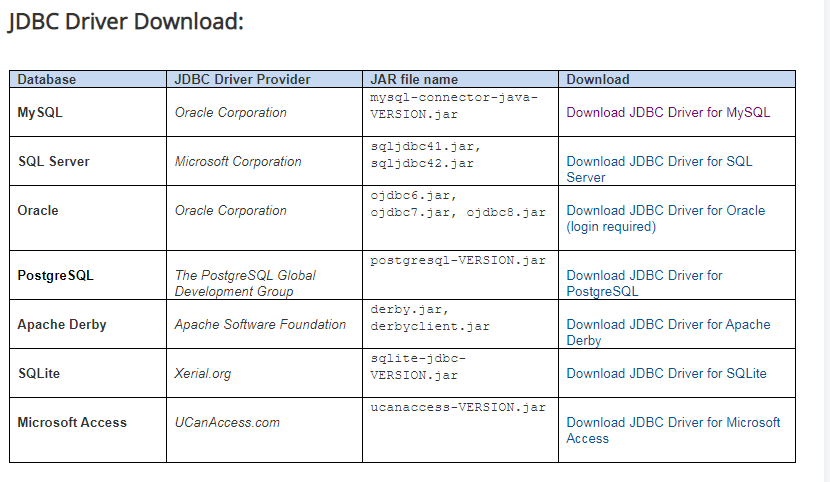 JDBC Driver Download:
Database JDBC Driver Provider JAR file name Download
MySQL Oracle Corporation mysql-connector-java-
VERSION.jar Download JDBC Driver for MySQL
SQL Server Microsoft Corporation sqljdbc41.jar,
sqljdbc42.jar Download JDBC Driver for SQL
Server
Oracle Oracle Corporation ojdbc6.jar,
ojdbc7.jar, ojdbc8.jar Download JDBC Driver for Oracle
(login required)
PostgreSQL The PostgreSQL Global
Development Group postgresql-VERSION.jar Download JDBC Driver for
PostgreSQL
Apache Derby Apache Software Foundation derby.jar,
derbyclient.jar Download JDBC Driver for Apache
Derby
SQLite Xerial.org sqlite-jdbc-
VERSION.jar Download JDBC Driver for SQLite
Microsoft Access UCanAccess.com ucanaccess-VERSION.jar Download JDBC Driver for Microsoft
Access